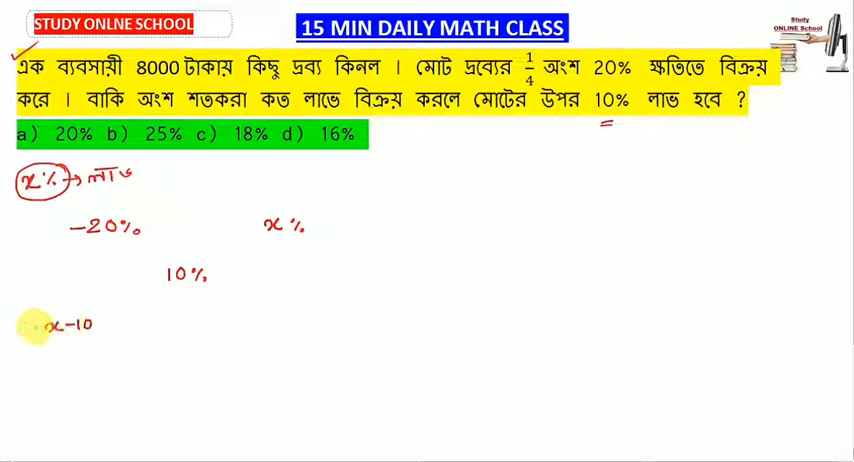 STUDY ONLNE SCHOOL
15 MIN DAILY MATH CLASS
Study
ONLINE School
এক ব্যবসায়ী 8000 টাকায় কিছু দ্রব্য কিনল । মোট দ্রব্যের 1/4 অংশ 20% ক্ষতিতে বিক্রয়
করে । বাকি অংশ শতকরা কত লাভে বিক্রয় করলে মোটের উপর 10% লাভ হবে ?
a) 20% b) 25% c) 18% d) 16%
x% → লাভ
-20% x%
10%
x-10